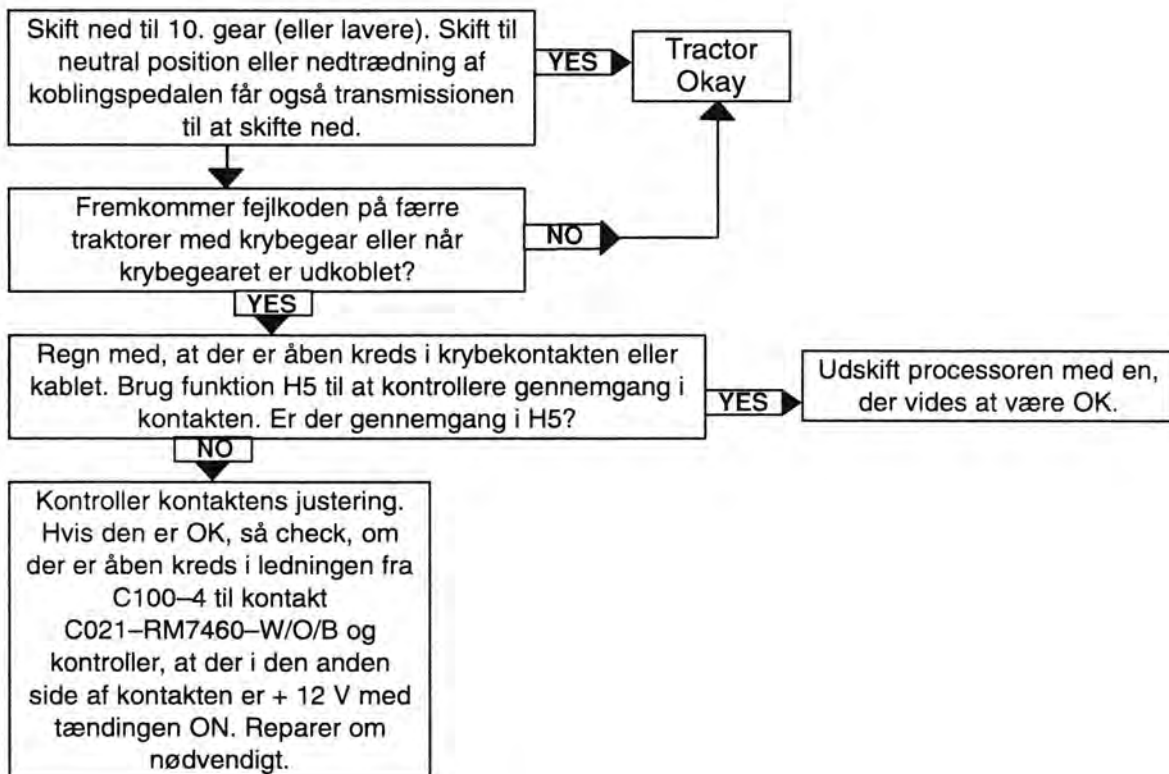 Skift ned til 10. gear (eller lavere). Skift til
neutral position eller nedtrædning af
koblingspedalen får også transmissionen
til at skifte ned.
YES
Tractor
Okay
Fremkommer fejlkoden på færre
traktorer med krybegear eller når
krybegearet er udkoblet?
NO
YES
Regn med, at der er åben kreds i krybekontakten eller
kablet. Brug funktion H5 til at kontrollere gennemgang i
kontakten. Er der gennemgang i H5?
YES
Udskift processoren med en,
der vides at være OK.
NO
Kontroller kontaktens justering.
Hvis den er OK, så check, om
der er åben kreds i ledningen fra
C100–4 til kontakt
C021–RM7460–W/O/B og
kontroller, at der i den anden
side af kontakten er + 12 V med
tændingen ON. Reparer om
nødvendigt.